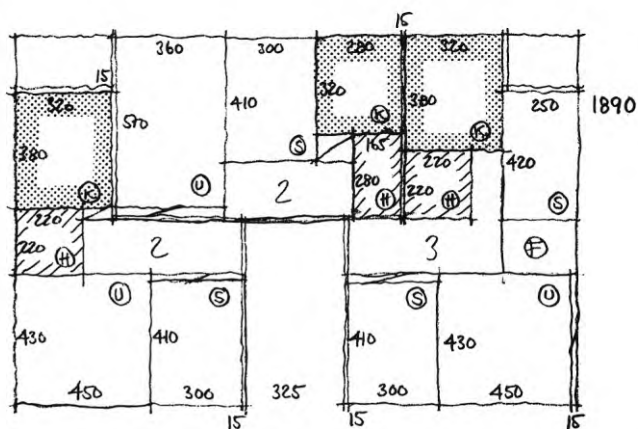 15
360 300 280 320
15
320 410 320 380 250 1890
380 570 K K 420
S 165
K U 2 280 220
220 H 220 H S
220 H 2 3 F
U S S U
430 410 410 430
450 300 325 300 450
15 15 15